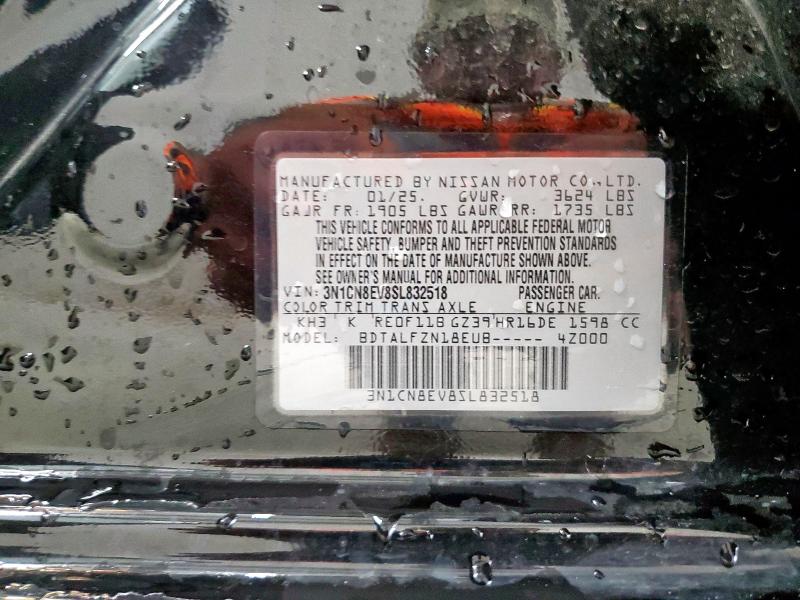 MANUFACTURED BY NISSAN MOTOR CO., LTD.
DATE: 01/25. GVWR: 3624 LBS
GAWR FR: 1905 LBS GAWR RR: 1735 LBS
THIS VEHICLE CONFORMS TO ALL APPLICABLE FEDERAL MOTOR
VEHICLE SAFETY, BUMPER AND THEFT PREVENTION STANDARDS
IN EFFECT ON THE DATE OF MANUFACTURE SHOWN ABOVE.
SEE OWNER'S MANUAL FOR ADDITIONAL INFORMATION.
VIN: 3N1CN8EV8SL832518 PASSENGER CAR.
COLOR TRIM TRANS AXLE ENGINE
KH3 K RE0F11B GZ39 HR16DE 1598 CC
MODEL: BDTALFZN18EU8----- 4Z000
3N1CN8EV8SL832518